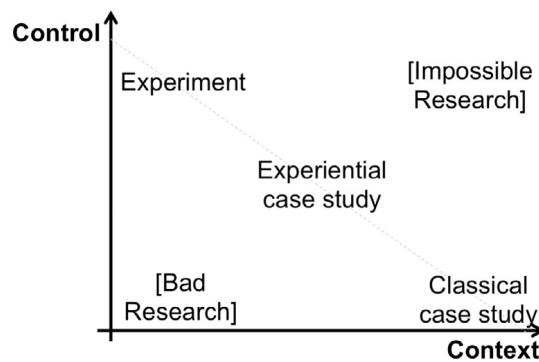 Control
Experiment
[Impossible
Research]
Experiential
case study
[Bad
Research]
Classical
case study
Context